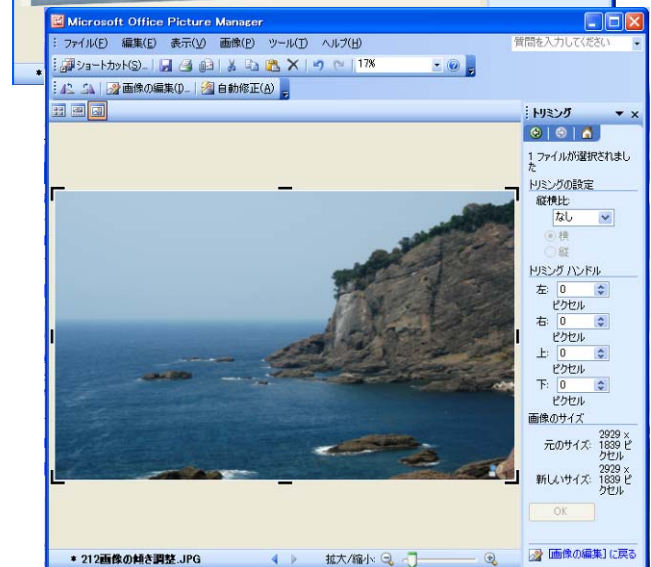 Microsoft Office Picture Manager
ファイル(F) 編集(E) 表示(V) 画像(P) ツール(T) ヘルプ(H) 質問を入力してください
ショートカット(S)... 17%
画像の編集(I)... 自動修正(A)
トリミング
1 ファイルが選択されまし
た
トリミングの設定
縦横比:
なし
横
縦
トリミング ハンドル
左: 0
ピクセル
右: 0
ピクセル
上: 0
ピクセル
下: 0
ピクセル
画像のサイズ
元のサイズ: 2929 x
1839 ピ
クセル
新しいサイズ: 2929 x
1839 ピ
クセル
OK
* 212画像の傾き調整.JPG 拡大/縮小: [画像の編集] に戻る